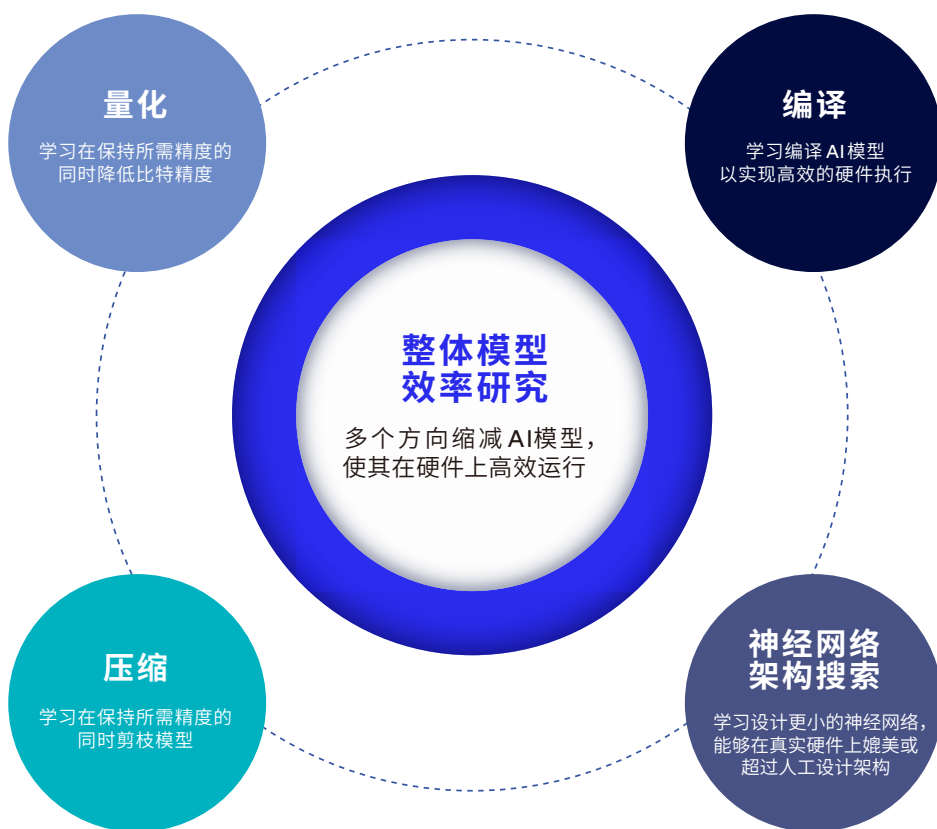 量化
学习在保持所需精度的
同时降低比特精度
编译
学习编译 AI 模型
以实现高效的硬件执行
整体模型
效率研究
多个方向缩减 AI模型，
使其在硬件上高效运行
压缩
学习在保持所需精度的
同时剪枝模型
神经网络
架构搜索
学习设计更小的神经网络，
能够在真实硬件上媲美或
超过人工设计架构